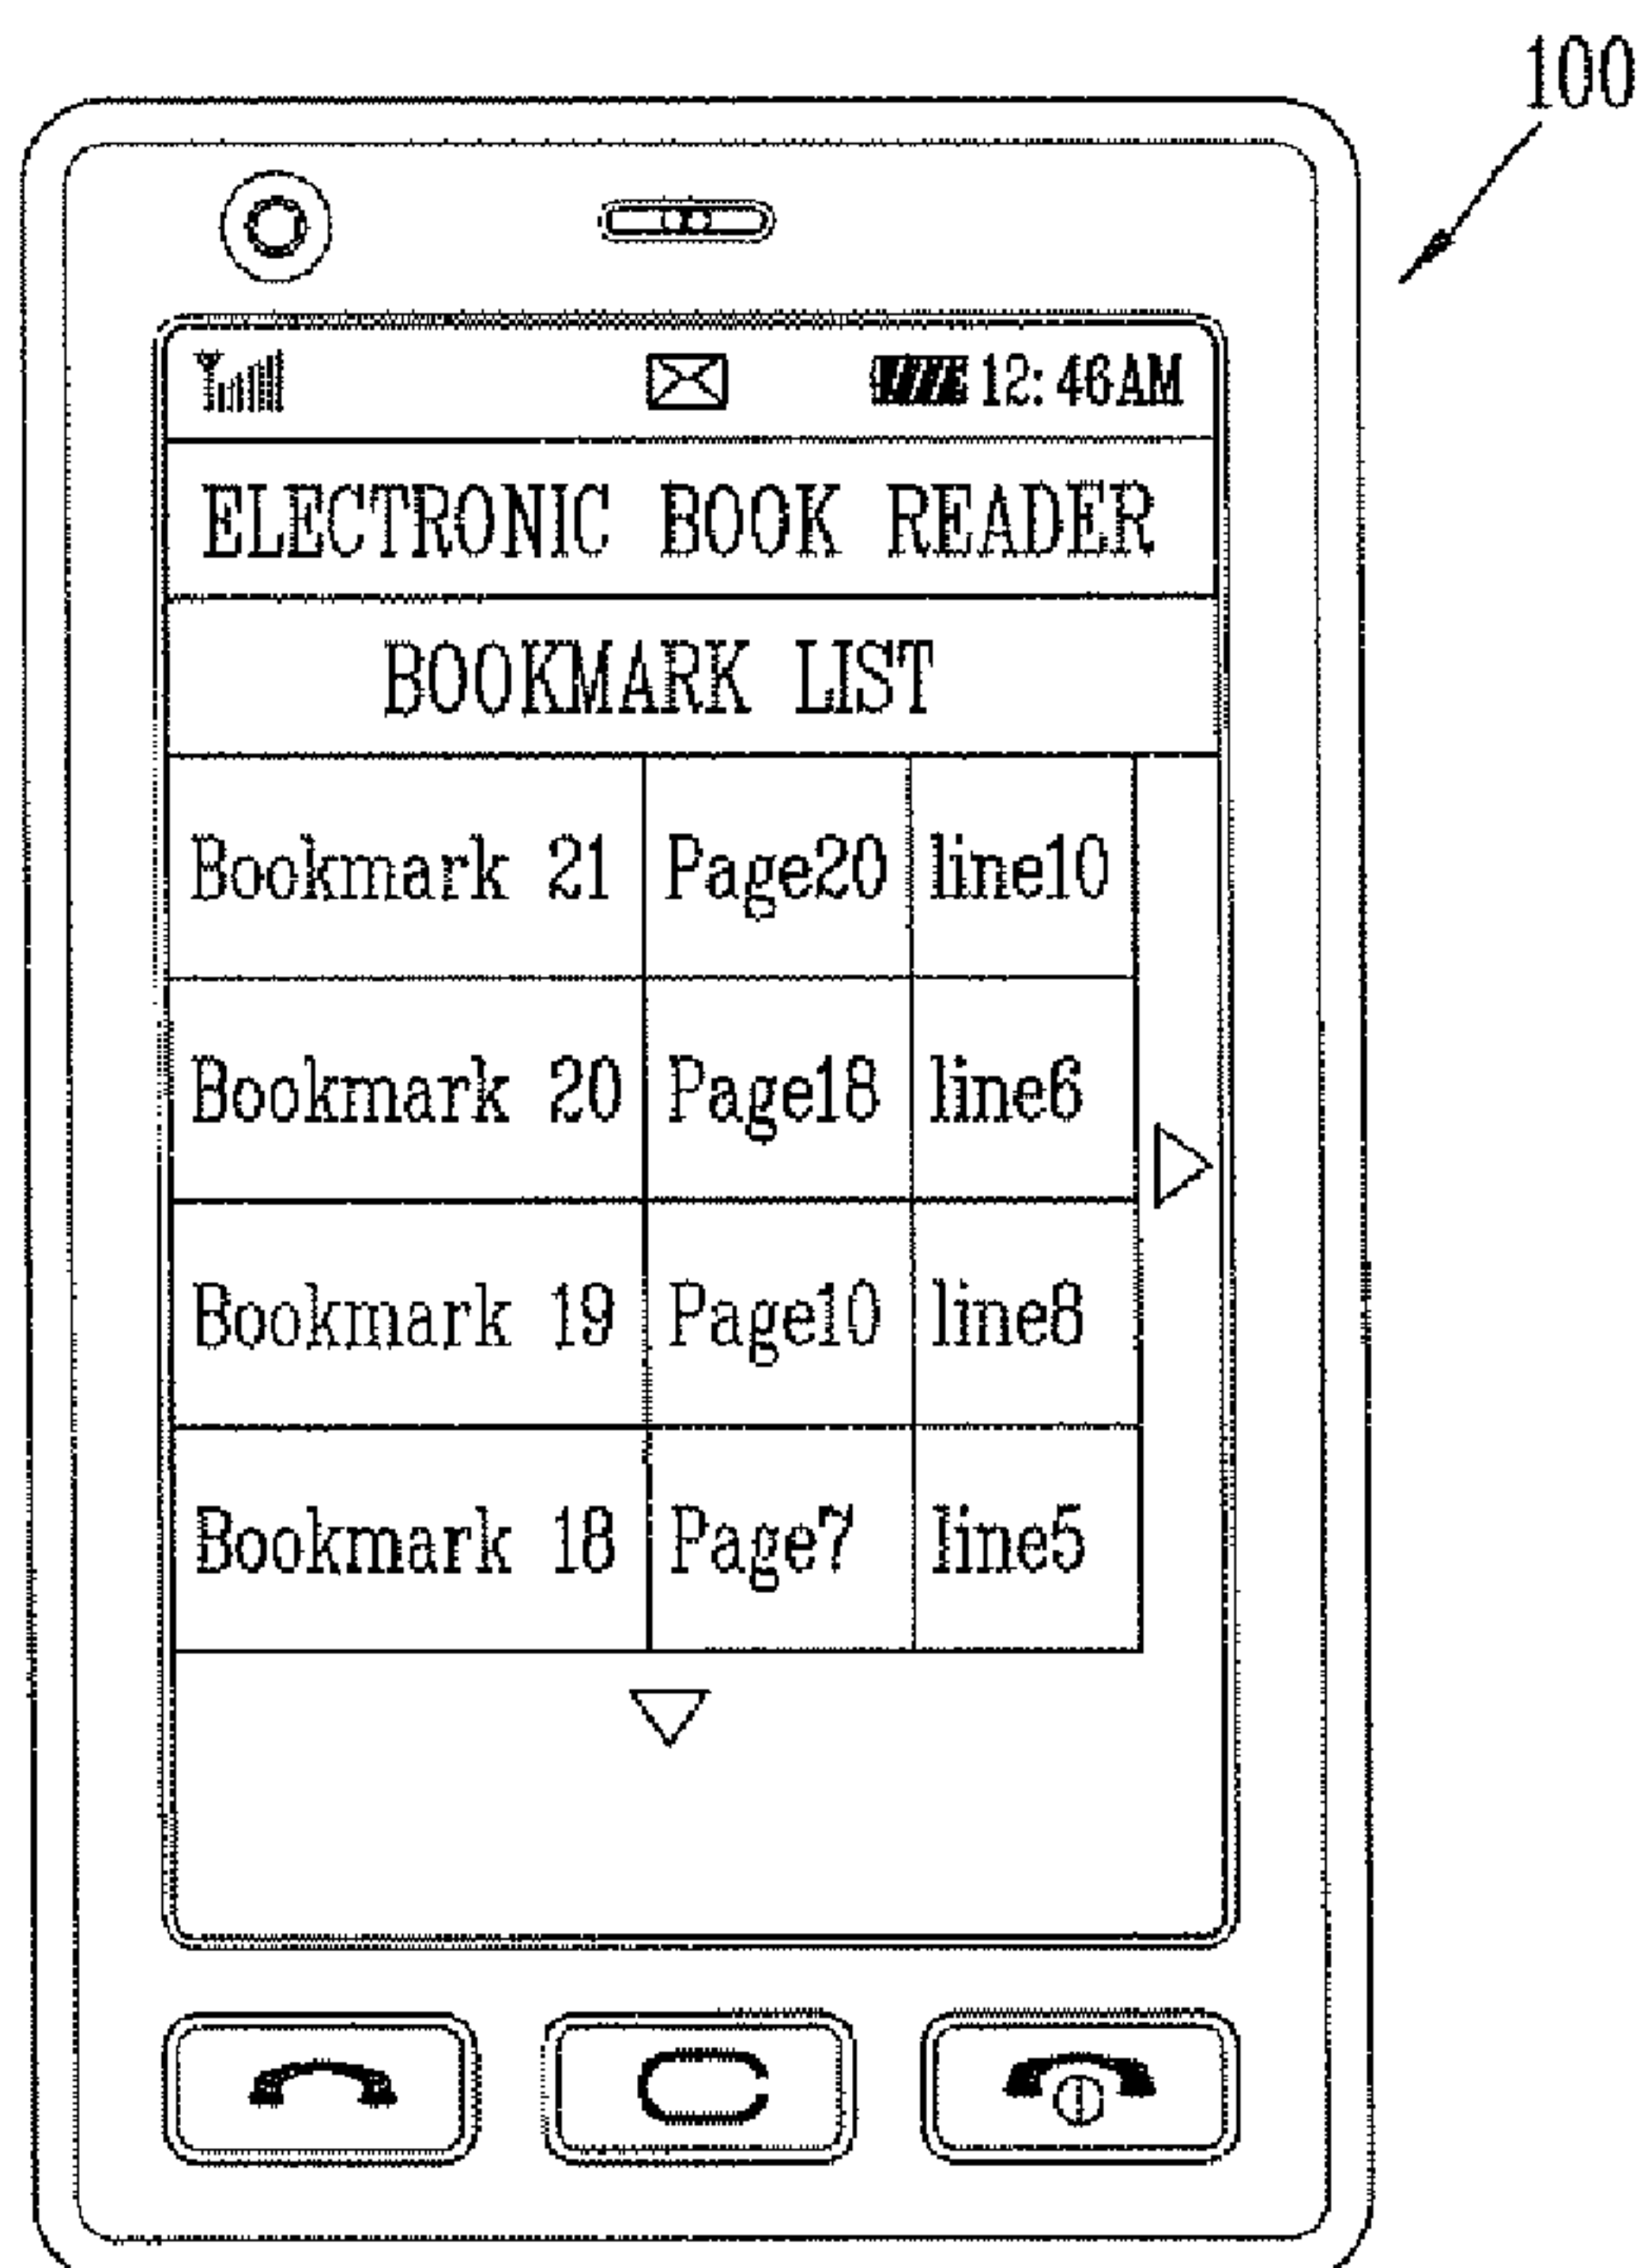 100
12:46AM
ELECTRONIC BOOK READER
BOOKMARK LIST
Bookmark 21 Page20 line10
Bookmark 20 Page18 line6
Bookmark 19 Page10 line8
Bookmark 18 Page7 line5